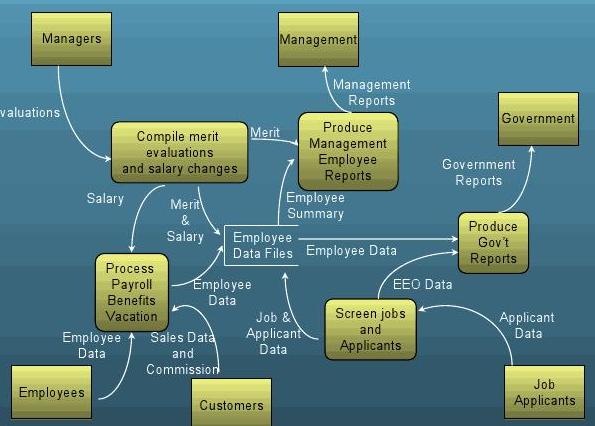 Managers
Management
Management
Reports
valuations
Government
Compile merit
evaluations
and salary changes
Merit
Produce
Management
Employee
Reports
Government
Reports
Salary
Merit
&
Salary
Employee
Summary
Employee
Data Files
Employee Data
Produce
Gov't
Reports
Process
Payroll
Benefits
Vacation
Employee
Data
EEO Data
Job &
Applicant
Data
Screen jobs
and
Applicants
Applicant
Data
Employee
Data
Sales Data
and
Commission
Employees
Customers
Job
Applicants